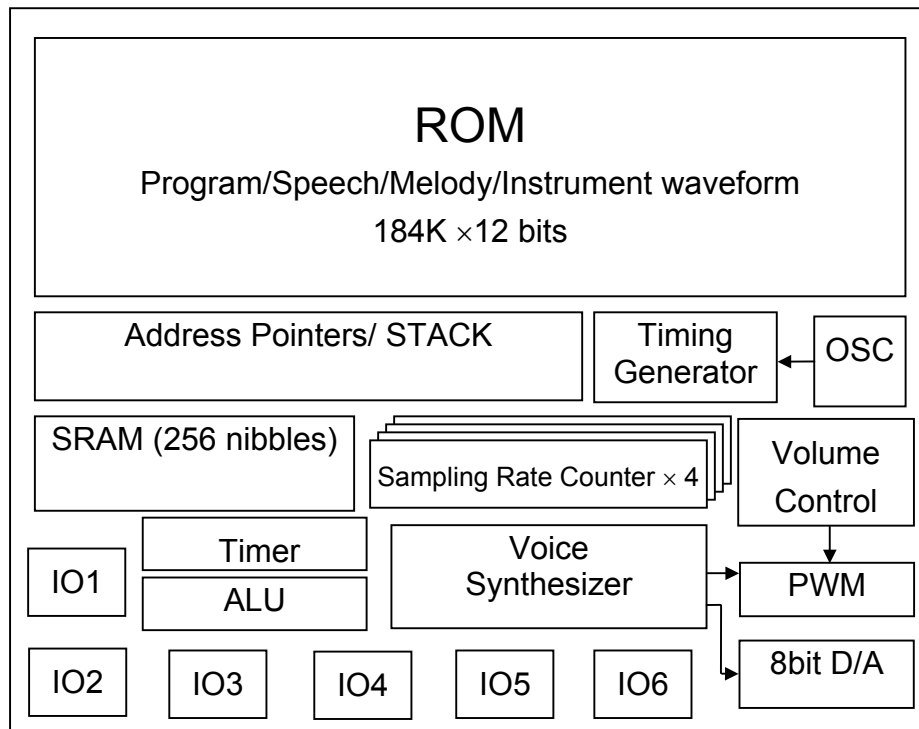 ROM
Program/Speech/Melody/Instrument waveform
184K ×12 bits
Address Pointers/ STACK
Timing
Generator
OSC
SRAM (256 nibbles)
Sampling Rate Counter × 4
Volume
Control
Timer
Voice
Synthesizer
IO1
ALU
PWM
IO2
IO3
IO4
IO5
IO6
8bit D/A